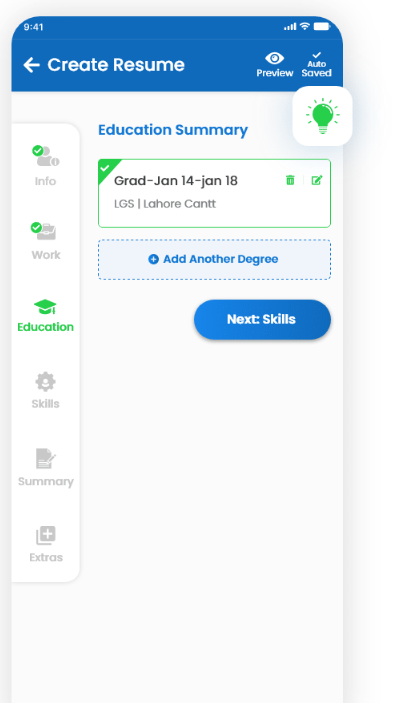 9:41
Create Resume
Preview
Auto
Saved
Info
Work
Education
Skills
Summary
Extras
Education Summary
Grad-Jan 14-jan 18
LGS | Lahore Cantt
Add Another Degree
Next: Skills